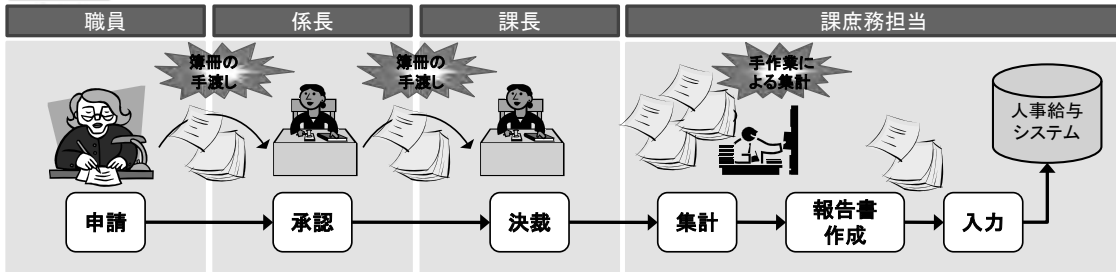 職員
係長
課長
課庶務担当
簿冊の
手渡し
簿冊の
手渡し
手作業に
よる集計
人事給与
システム
申請
承認
決裁
集計
報告書
作成
入力